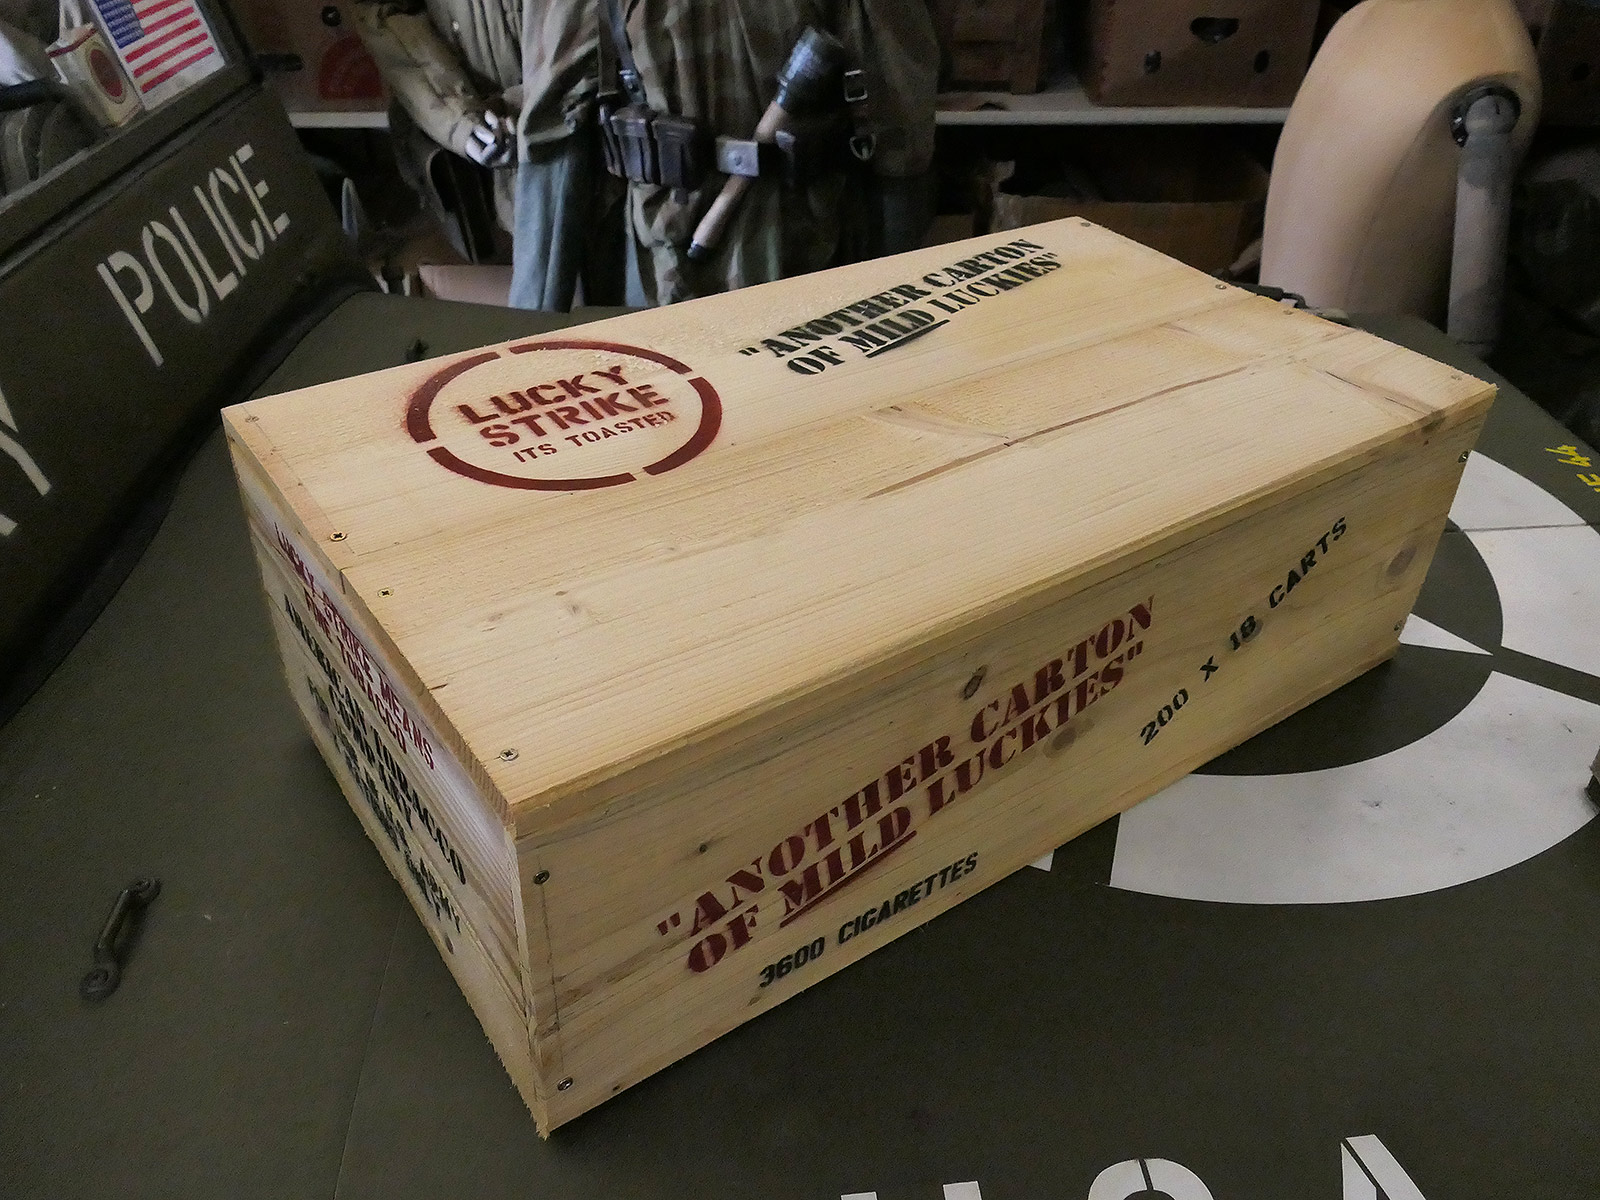 POLICE
LUCKY
STRIKE
ITS TOASTED
"ANOTHER CARTON
OF MILD LUCKIES"
LUCKY STRIKE MEANS
FINE TOBACCO
AMERICAN TOBACCO
COMPANY
"ANOTHER CARTON
OF MILD LUCKIES"
3600 CIGARETTES
200 X 18 CARTS
44